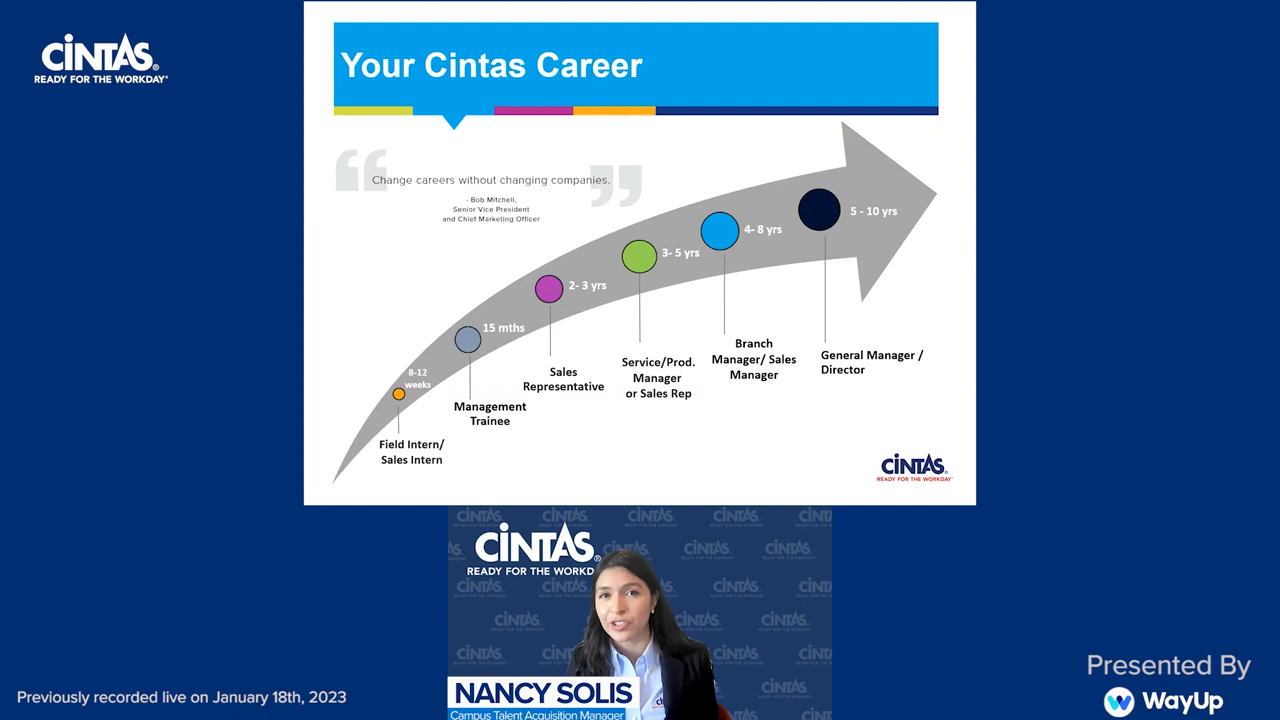 CINTAS®
READY FOR THE WORKDAY®
Your Cintas Career
“ Change careers without changing companies. ”
- Bob Mitchell,
Senior Vice President
and Chief Marketing Officer
8-12
weeks
15 mths
2- 3 yrs
3- 5 yrs
4- 8 yrs
5 - 10 yrs
Field Intern/
Sales Intern
Management
Trainee
Sales
Representative
Service/Prod.
Manager
or Sales Rep
Branch
Manager/ Sales
Manager
General Manager /
Director
CINTAS®
READY FOR THE WORKDAY®
CINTAS®
READY FOR THE WORKD
NANCY SOLIS
Campus Talent Acquisition Manager
Previously recorded live on January 18th, 2023
Presented By
WayUp